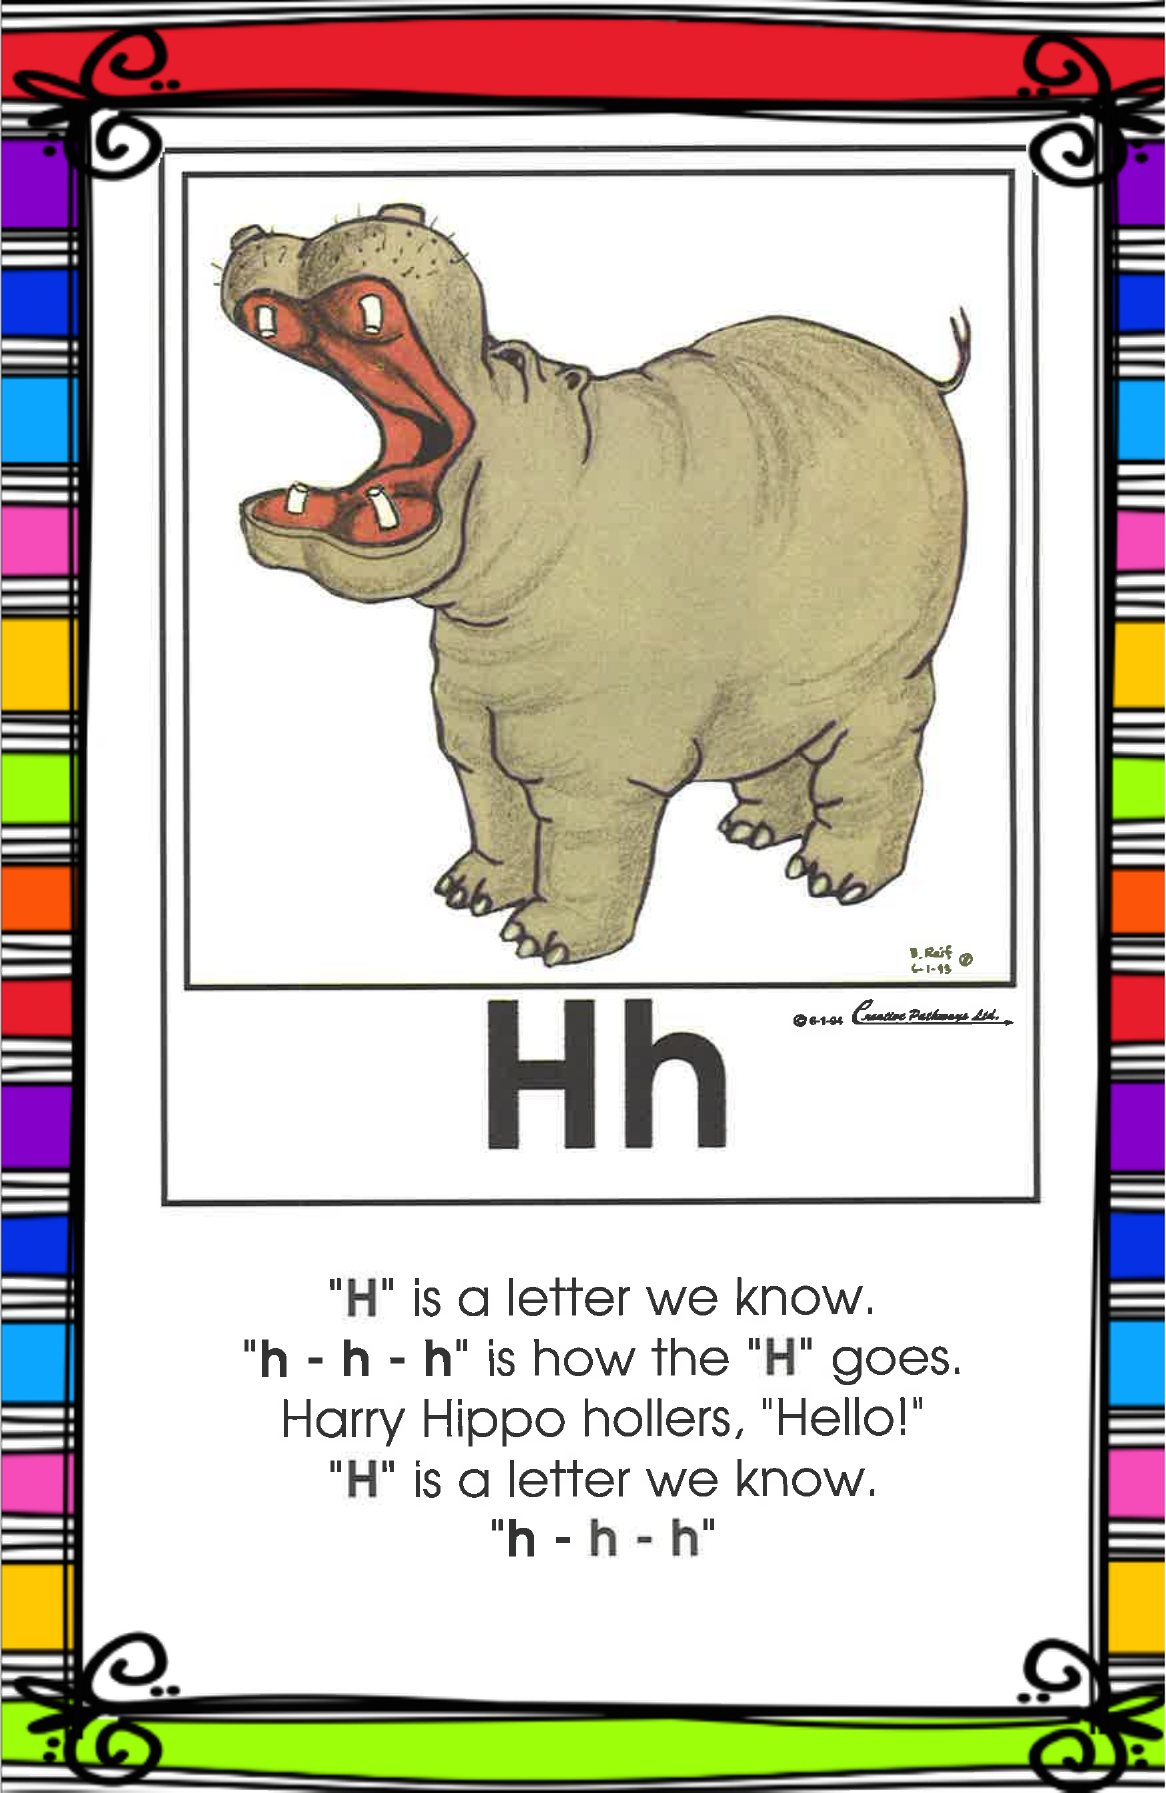 B. Reif
6-1-93
Hh
© 6-1-94 Creative Pathways Ltd.
"H" is a letter we know.
"h - h - h" is how the "H" goes.
Harry Hippo hollers, "Hello!"
"H" is a letter we know.
"h - h - h"